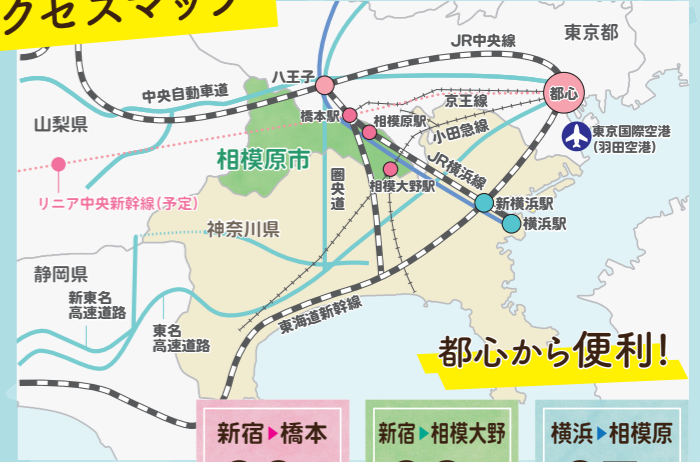 クセスマップ
JR中央線
東京都
八王子
中央自動車道
都心
京王線
橋本駅
相模原駅
山梨県
小田急線
東京国際空港
(羽田空港)
相模原市
JR横浜線
圏央道
相模大野駅
リニア中央新幹線(予定)
新横浜駅
横浜駅
神奈川県
静岡県
新東名
高速道路
東海道新幹線
東名
高速道路
都心から便利!
新宿▶橋本
新宿▶相模大野
横浜▶相模原